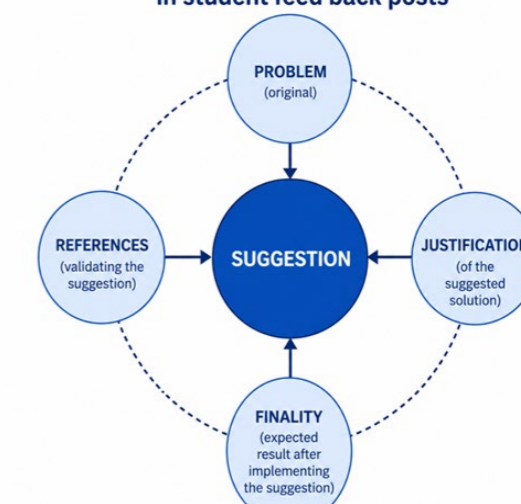 in student feed back posts
PROBLEM
(original)
REFERENCES
(validating the
suggestion)
SUGGESTION
JUSTIFICATION
(of the
suggested
solution)
FINALITY
(expected
result after
implementing
the suggestion)